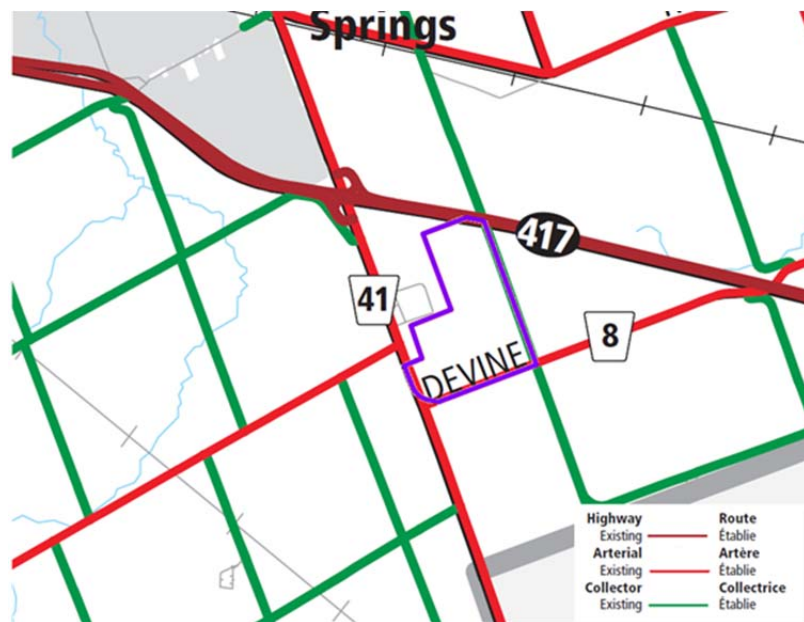 Springs
417
41
8
DEVINE
Highway Route
Existing Établie
Arterial Artère
Existing Établie
Collector Collectrice
Existing Établie